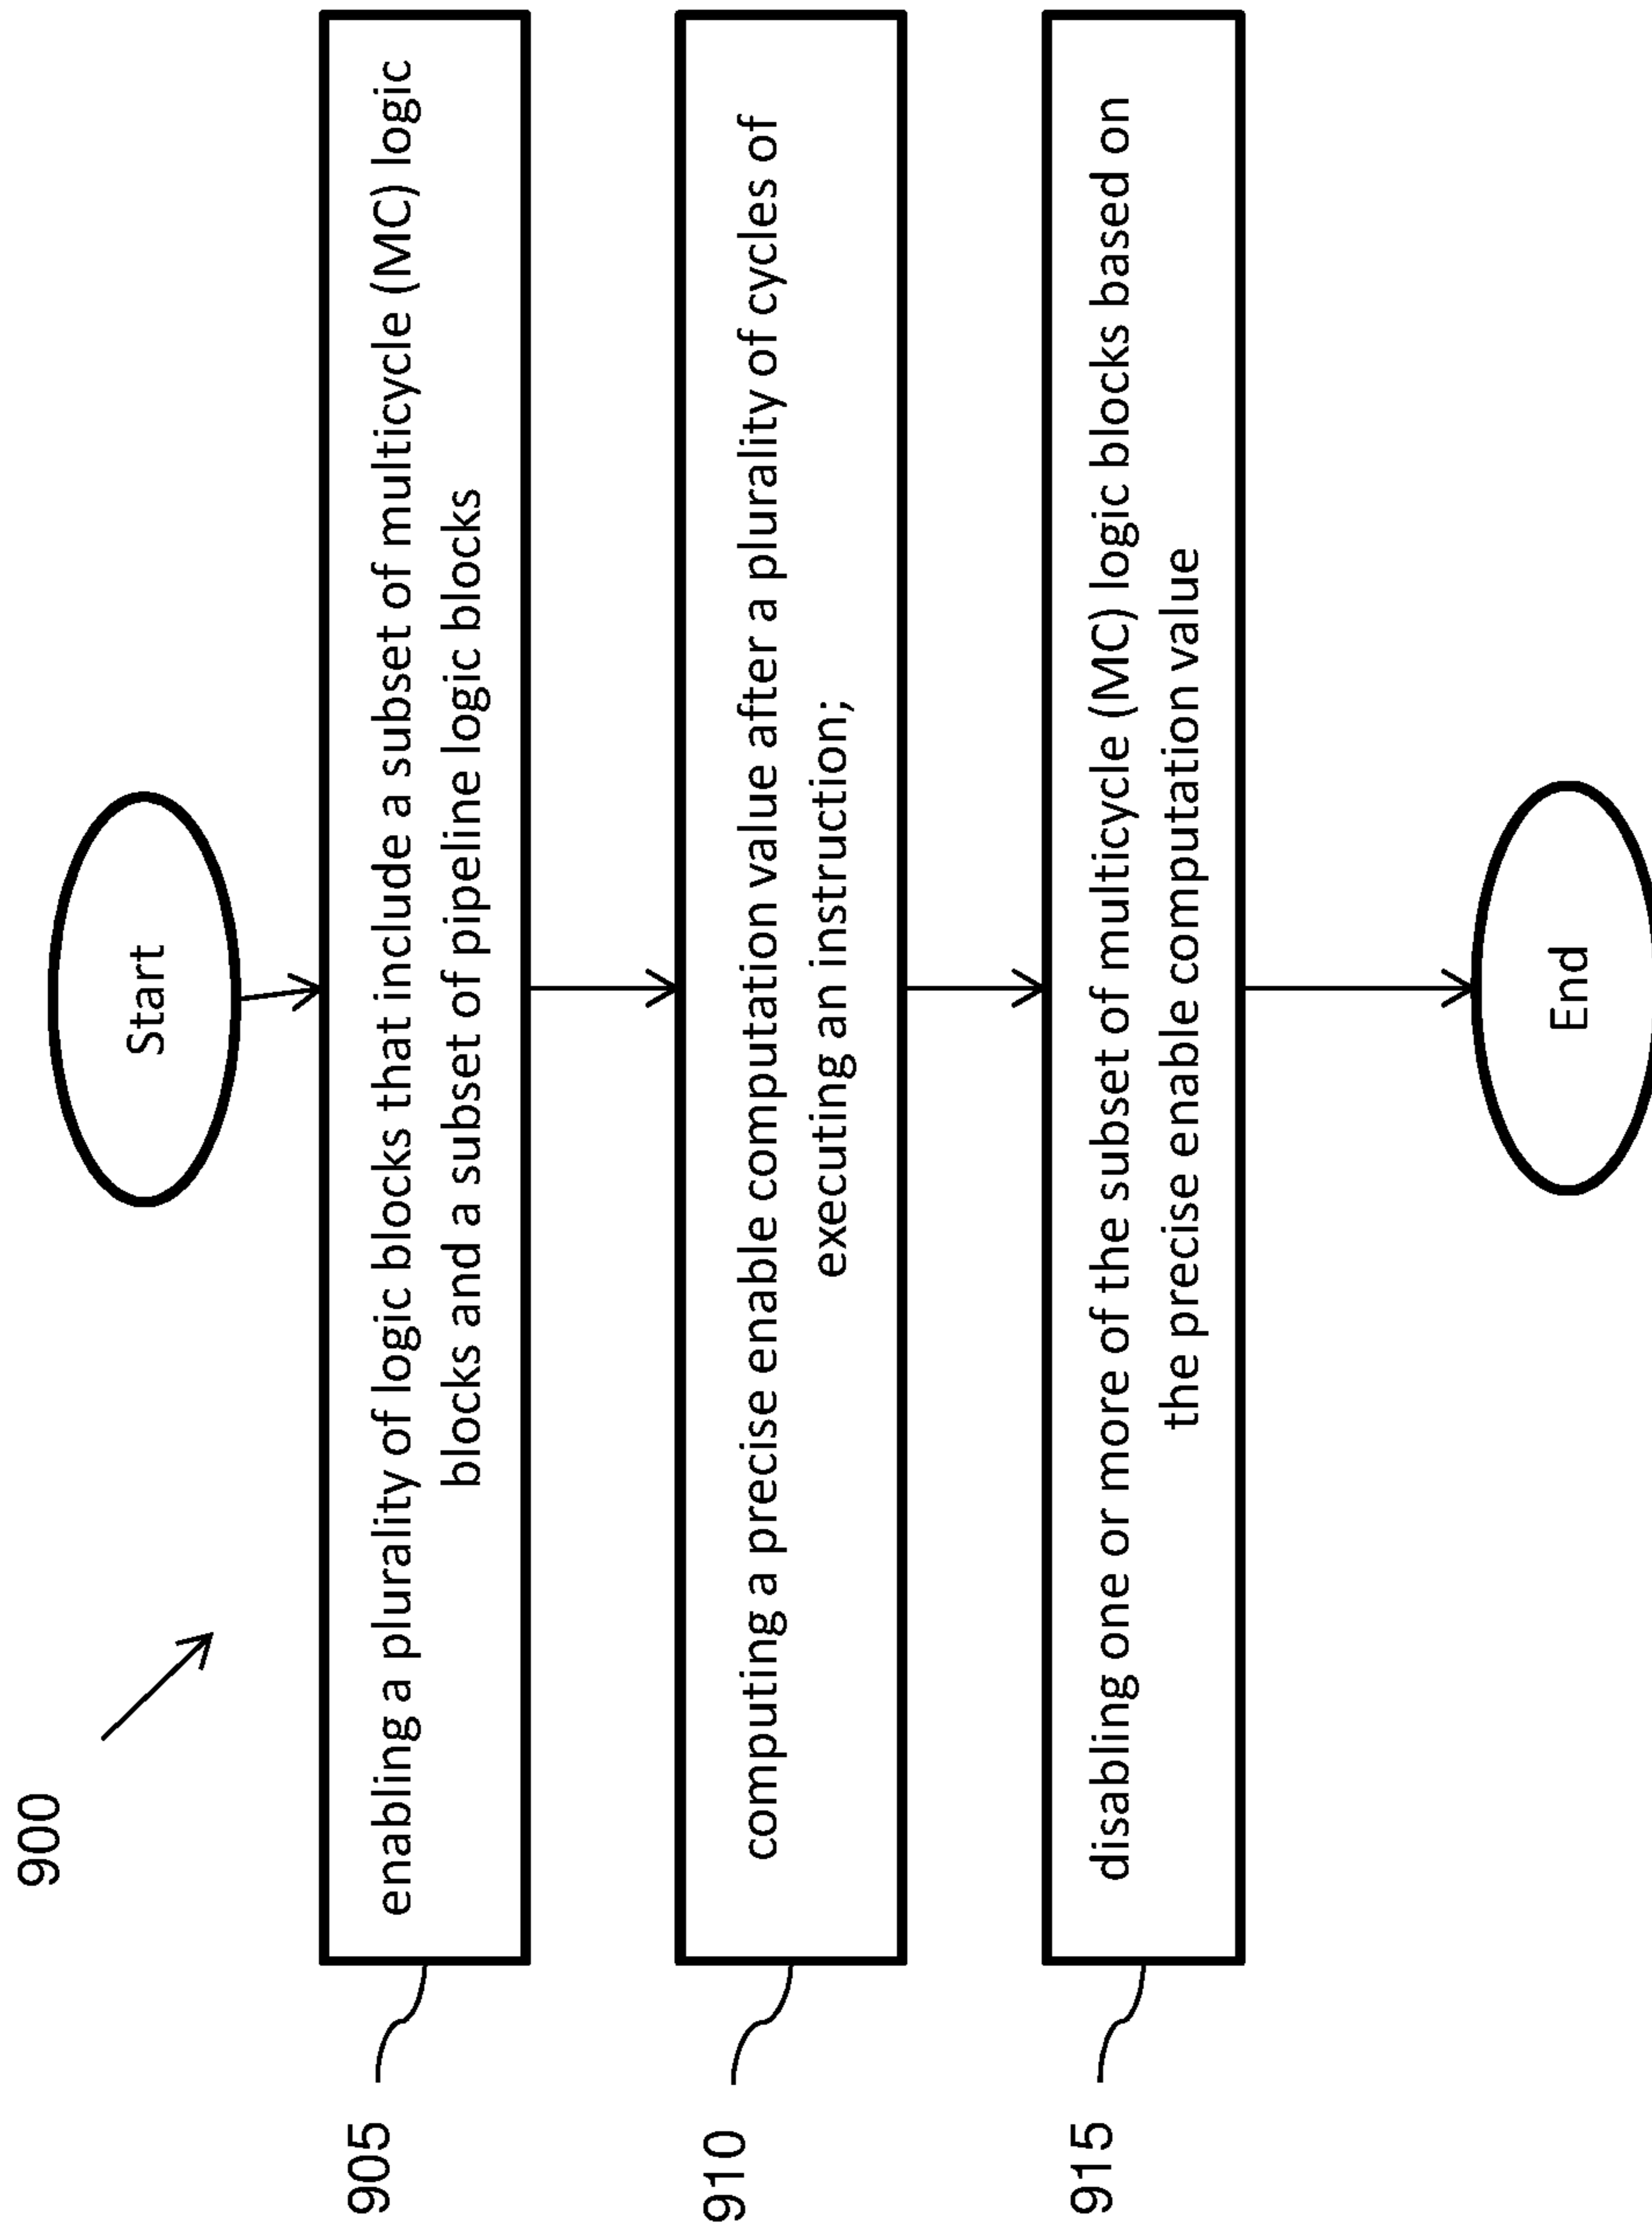 900
Start
905
enabling a plurality of logic blocks that include a subset of multicycle (MC) logic
blocks and a subset of pipeline logic blocks
910
computing a precise enable computation value after a plurality of cycles of
executing an instruction;
915
disabling one or more of the subset of multicycle (MC) logic blocks based on
the precise enable computation value
End